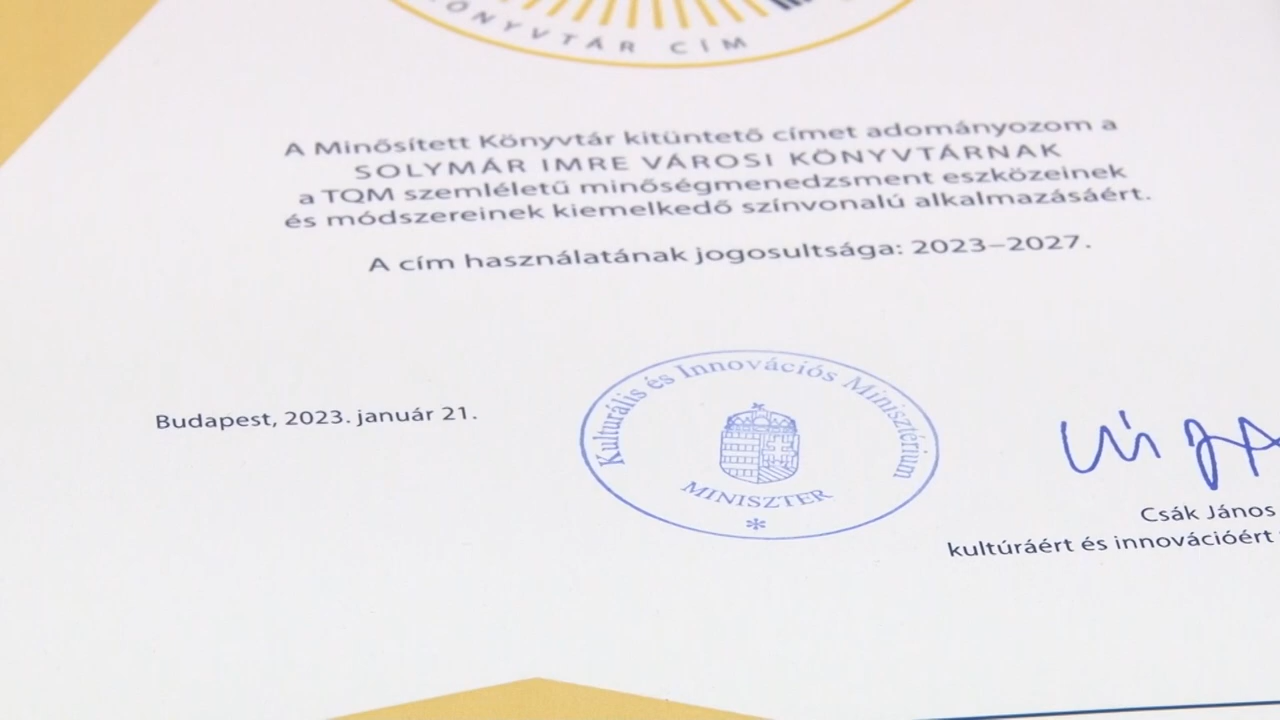 KÖNYVTÁR CÍM
A Minősített Könyvtár kitüntető címet adományozom a
SOLYMÁR IMRE VÁROSI KÖNYVTÁRNAK
a TQM szemléletű minőségmenedzsment eszközeinek
és módszereinek kiemelkedő színvonalú alkalmazásáért.
A cím használatának jogosultsága: 2023–2027.
Budapest, 2023. január 21.
Kulturális és Innovációs Minisztérium
MINISZTER
*
Csák János
kultúráért és innovációért